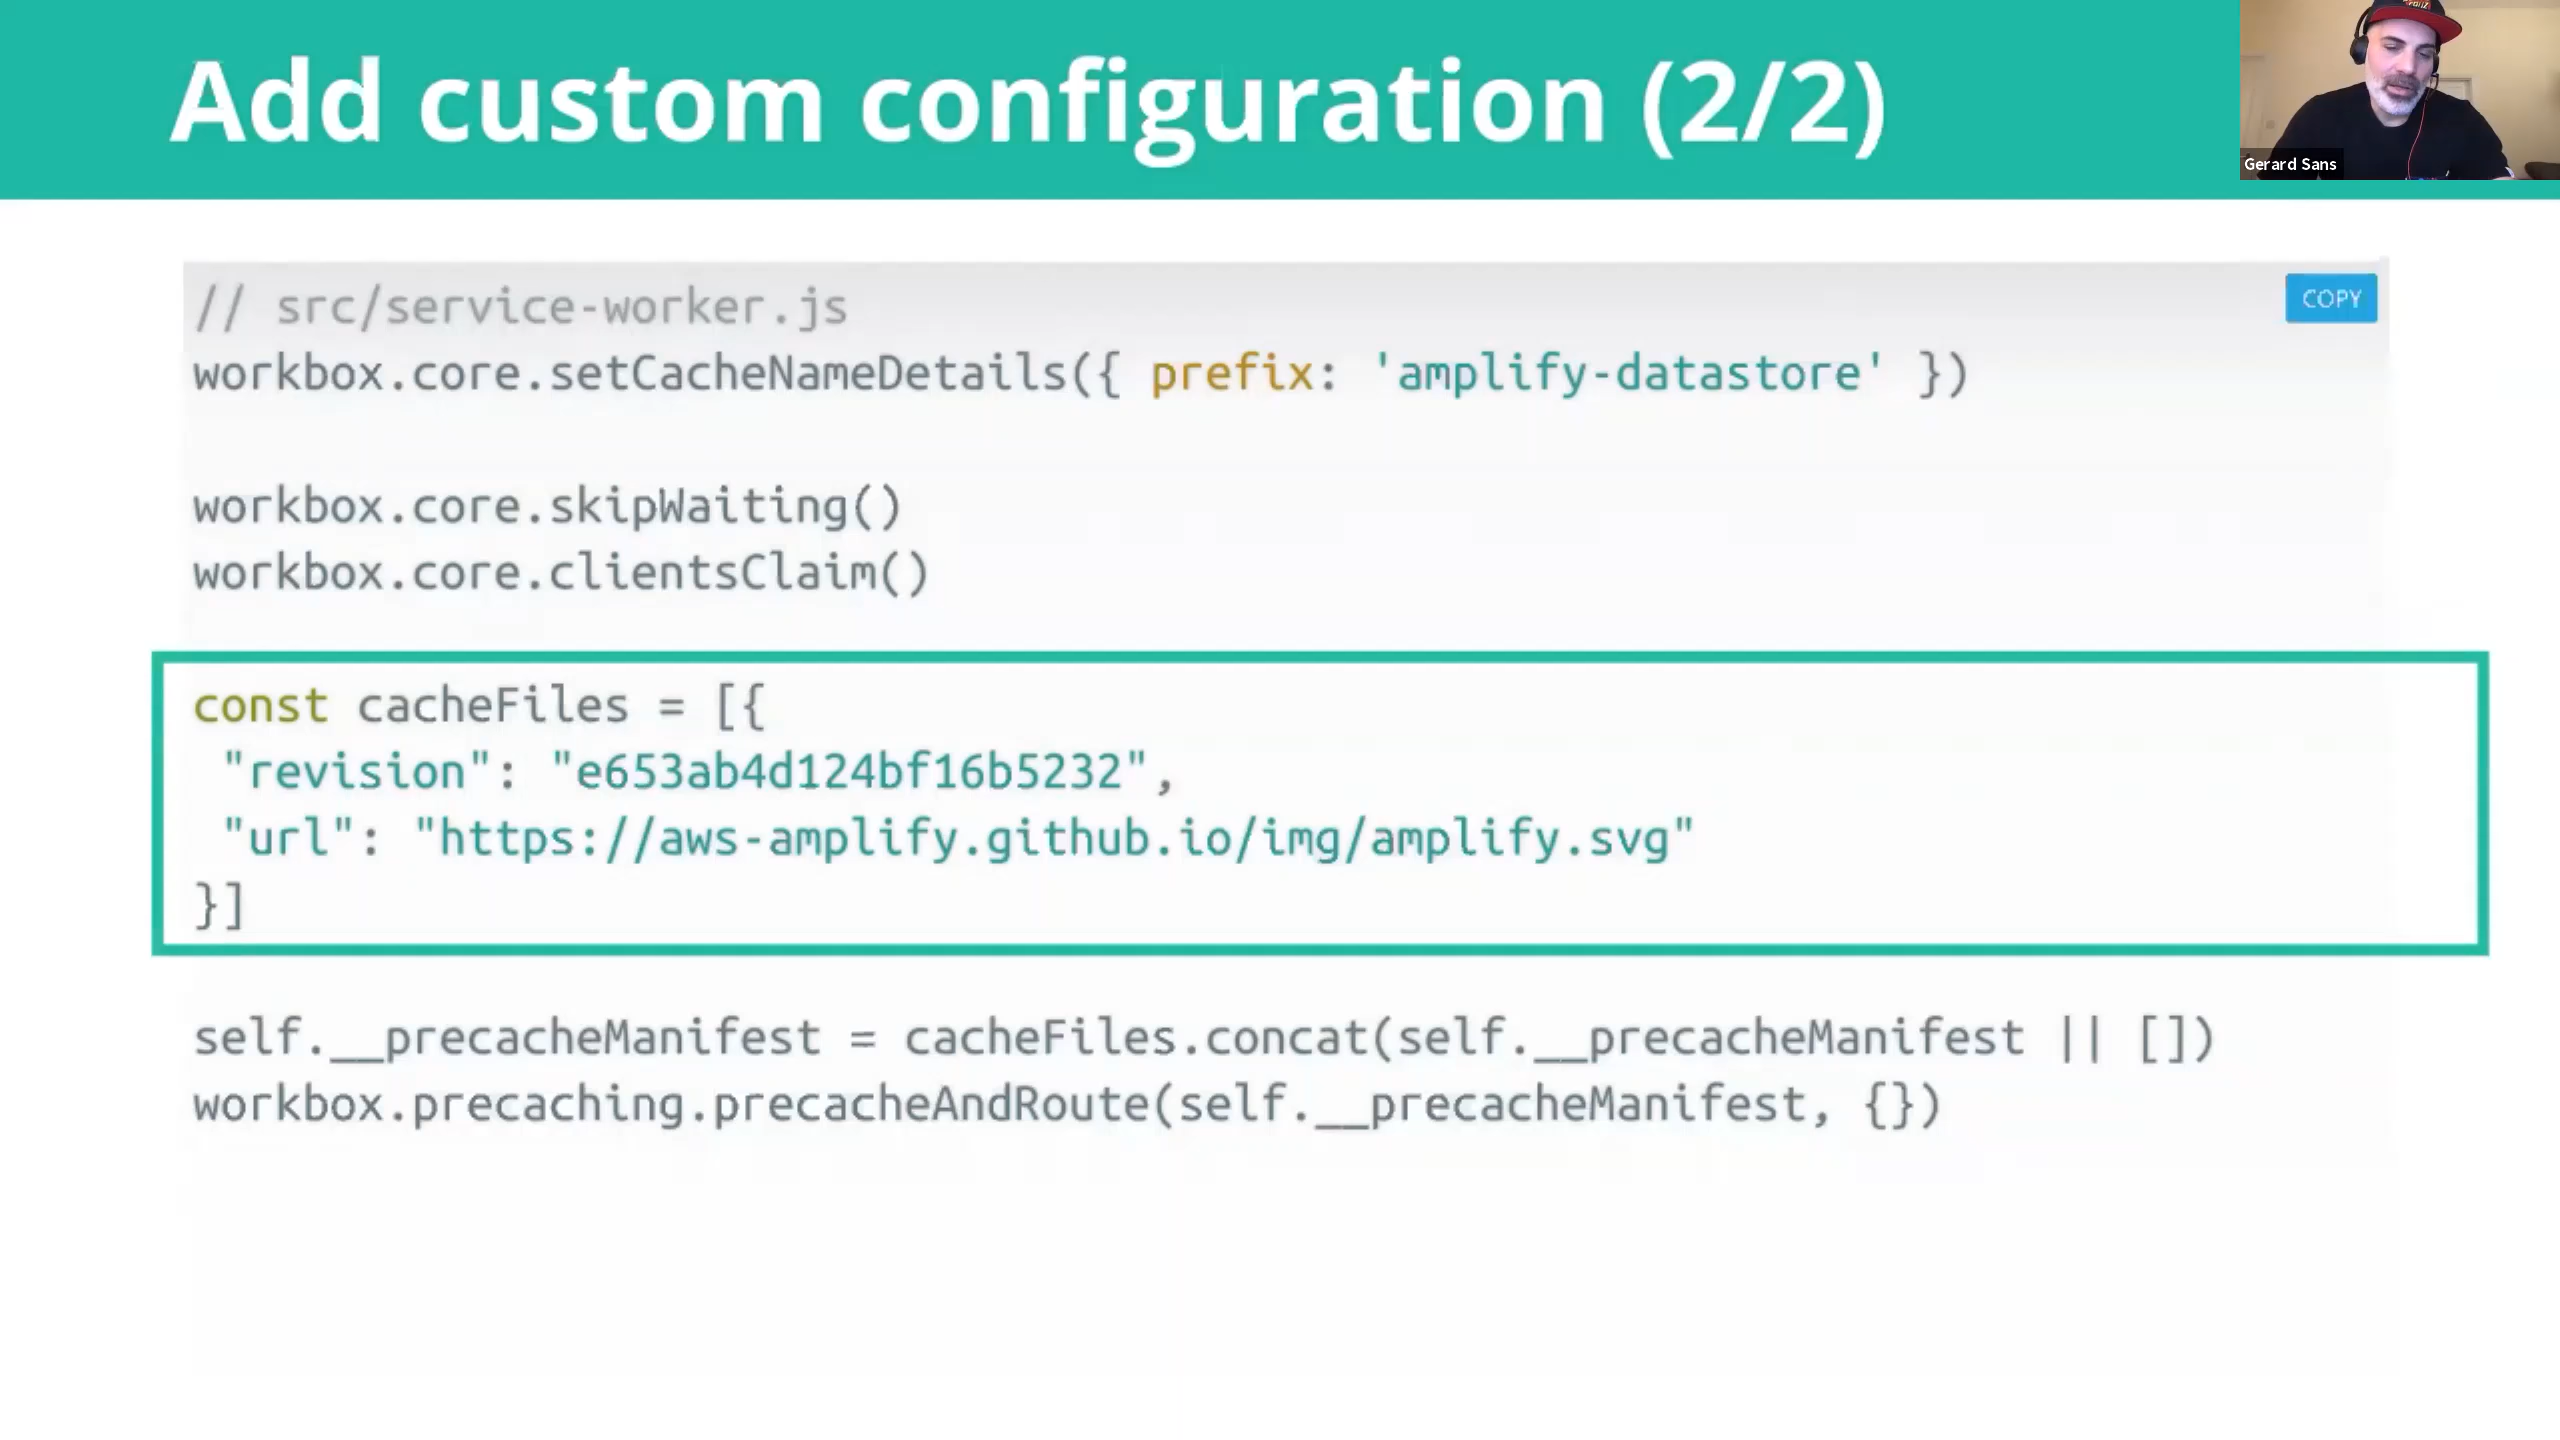 Add custom configuration (2/2)
Gerard Sans
// src/service-worker.js
COPY
workbox.core.setCacheNameDetails({ prefix: 'amplify-datastore' })
workbox.core.skipWaiting()
workbox.core.clientsClaim()
const cacheFiles = [{
"revision": "e653ab4d124bf16b5232",
"url": "https://aws-amplify.github.io/img/amplify.svg"
}]
self.__precacheManifest = cacheFiles.concat(self.__precacheManifest || [])
workbox.precaching.precacheAndRoute(self.__precacheManifest, {})